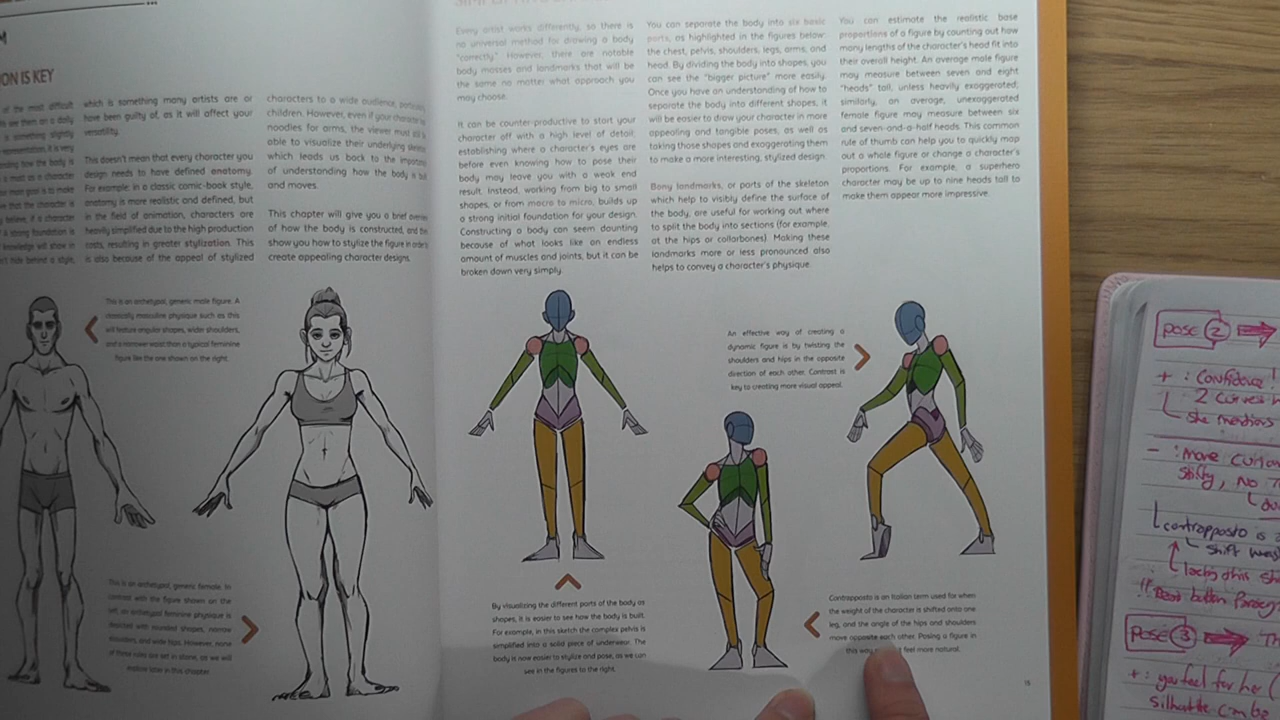 ON IS KEY
of the most difficult
which is something many artists are or
have been guilty of, as it will affect your
versatility.
This doesn't mean that every character you
design needs to have defined anatomy.
For example: in a classic comic-book style,
anatomy is more realistic and defined, but
in the field of animation, characters are
heavily simplified due to the high production
costs, resulting in greater stylization. This
is also because of the appeal of stylized
characters to a wide audience,
children. However, even if your
noodles for arms, the viewer must
able to visualize their underlying
which leads us back to the
of understanding how the body is
and moves.
This chapter will give you a brief
of how the body is constructed, and
show you how to stylize the figure in
create appealing character designs.
This is an archetypal, generic male figure. A
classically masculine physique such as this
will feature angular shapes, wider shoulders,
and a narrower waist than a typical feminine
figure like the one shown on the right.
This is an archetypal, generic female. In
contrast with the figure shown on the
left, an archetypal feminine physique is
depicted with rounded shapes, narrow
shoulders, and wide hips. However, none
of these rules are set in stone, as we will
explore later in this chapter.
Every artist works differently, so there is
no universal method for drawing a body
"correctly." However, there are notable
body masses and landmarks that will be
the same no matter what approach you
may choose.
It can be counter-productive to start your
character off with a high level of detail,
establishing where a character's eyes are
before even knowing how to pose their
body may leave you with a weak end
result. Instead, working from big to small
shapes, or from macro to micro, builds up
a strong initial foundation for your design.
Constructing a body can seem daunting
because of what looks like an endless
amount of muscles and joints, but it can be
broken down very simply.
You can separate the body into six basic
parts, as highlighted in the figures below:
the chest, pelvis, shoulders, legs, arms, and
head. By dividing the body into shapes, you
can see the "bigger picture" more easily.
Once you have an understanding of how to
separate the body into different shapes, it
will be easier to draw your character in more
appealing and tangible poses, as well as
taking those shapes and exaggerating them
to make a more interesting, stylized design.
Bony landmarks, or parts of the skeleton
which help to visibly define the surface of
the body, are useful for working out where
to split the body into sections (for example,
at the hips or collarbones). Making these
landmarks more or less pronounced also
helps to convey a character's physique.
You can estimate the realistic base
proportions of a figure by counting out how
many lengths of the character's head fit into
their overall height. An average male figure
may measure between seven and eight
"heads" tall, unless heavily exaggerated;
similarly, an average, unexaggerated
female figure may measure between six
and seven-and-a-half heads. This common
rule of thumb can help you to quickly map
out a whole figure or change a character's
proportions. For example, a superhero
character may be up to nine heads tall to
make them appear more impressive.
An effective way of creating a
dynamic figure is by twisting the
shoulders and hips in the opposite
direction of each other. Contrast is
key to creating more visual appeal.
By visualizing the different parts of the body as
shapes, it is easier to see how the body is built.
For example, in this sketch the complex pelvis is
simplified into a solid piece of underwear. The
body is now easier to stylize and pose, as we can
see in the figures to the right.
Contrapposto is an Italian term used for when
the weight of the character is shifted onto one
leg, and the angle of the hips and shoulders
move opposite each other. Posing a figure in
this way feel more natural.
15
pose 2
+ : Confidence !
2 curves
she mentions
- : more
stiffy, no
contrapposto is
shift
lacks this
pose 3
+ : you feel for her
silhouette combo